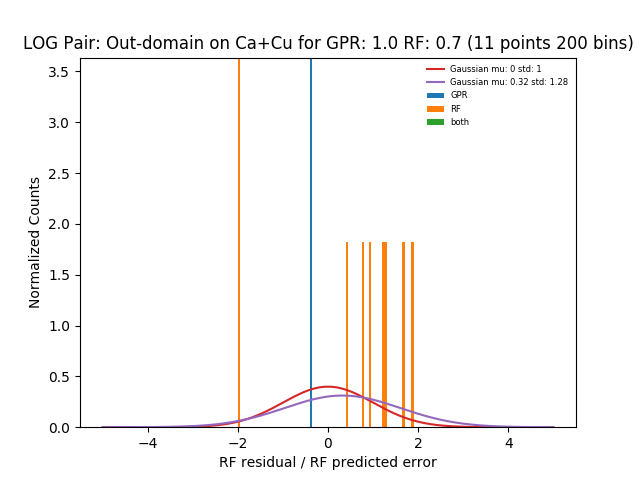 LOG Pair: Out-domain on Ca+Cu for GPR: 1.0 RF: 0.7 (11 points 200 bins)
Gaussian mu: 0 std: 1
Gaussian mu: 0.32 std: 1.28
GPR
RF
both
Normalized Counts
3.5
3.0
2.5
2.0
1.5
1.0
0.5
0.0
−4 −2 0 2 4
RF residual / RF predicted error